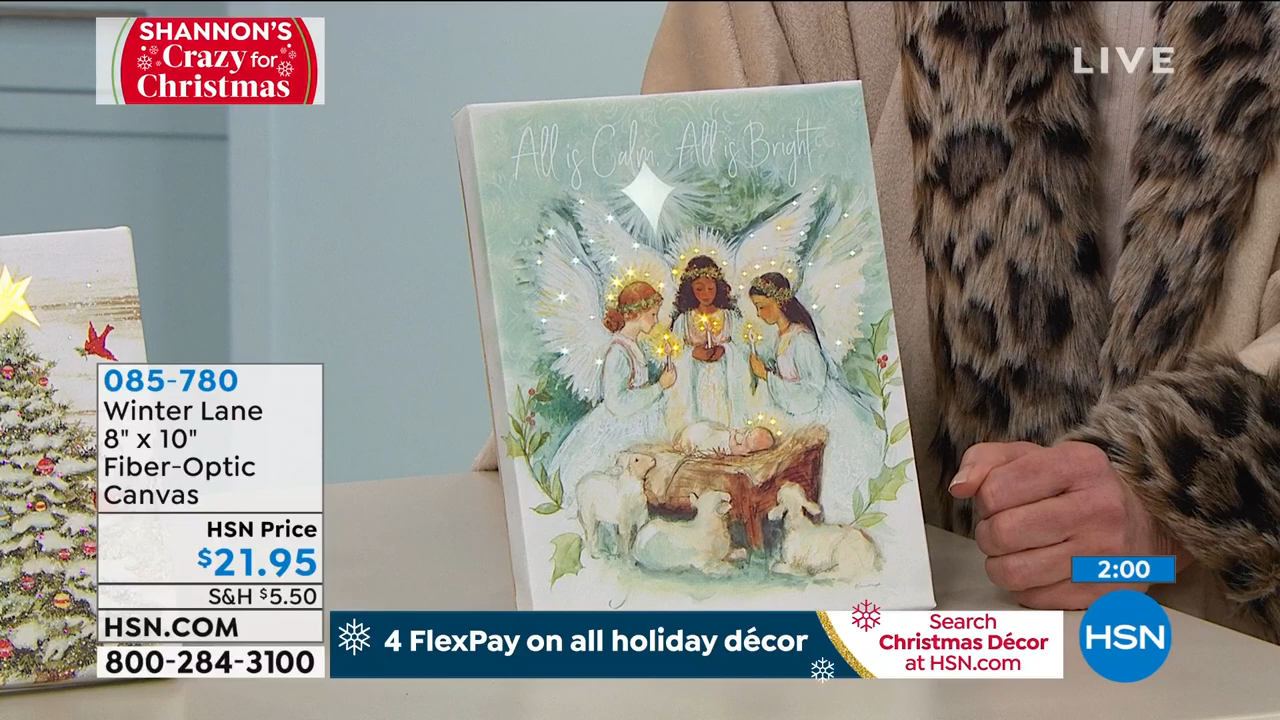 SHANNON'S
Crazy for
Christmas
LIVE
All is Calm, All is Bright
085-780
Winter Lane
8" x 10"
Fiber-Optic
Canvas
HSN Price
$21.95
S&H $5.50
HSN.COM
800-284-3100
4 FlexPay on all holiday décor
Search
Christmas Décor
at HSN.com
2:00
HSN